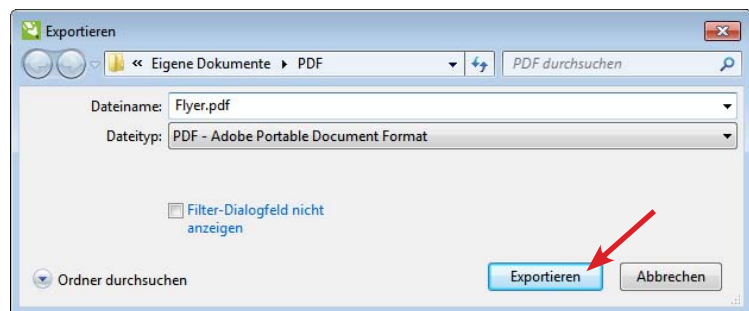 Exportieren
« Eigene Dokumente ▸ PDF
PDF durchsuchen
Dateiname: Flyer.pdf
Dateityp: PDF - Adobe Portable Document Format
Filter-Dialogfeld nicht
anzeigen
Ordner durchsuchen
Exportieren
Abbrechen